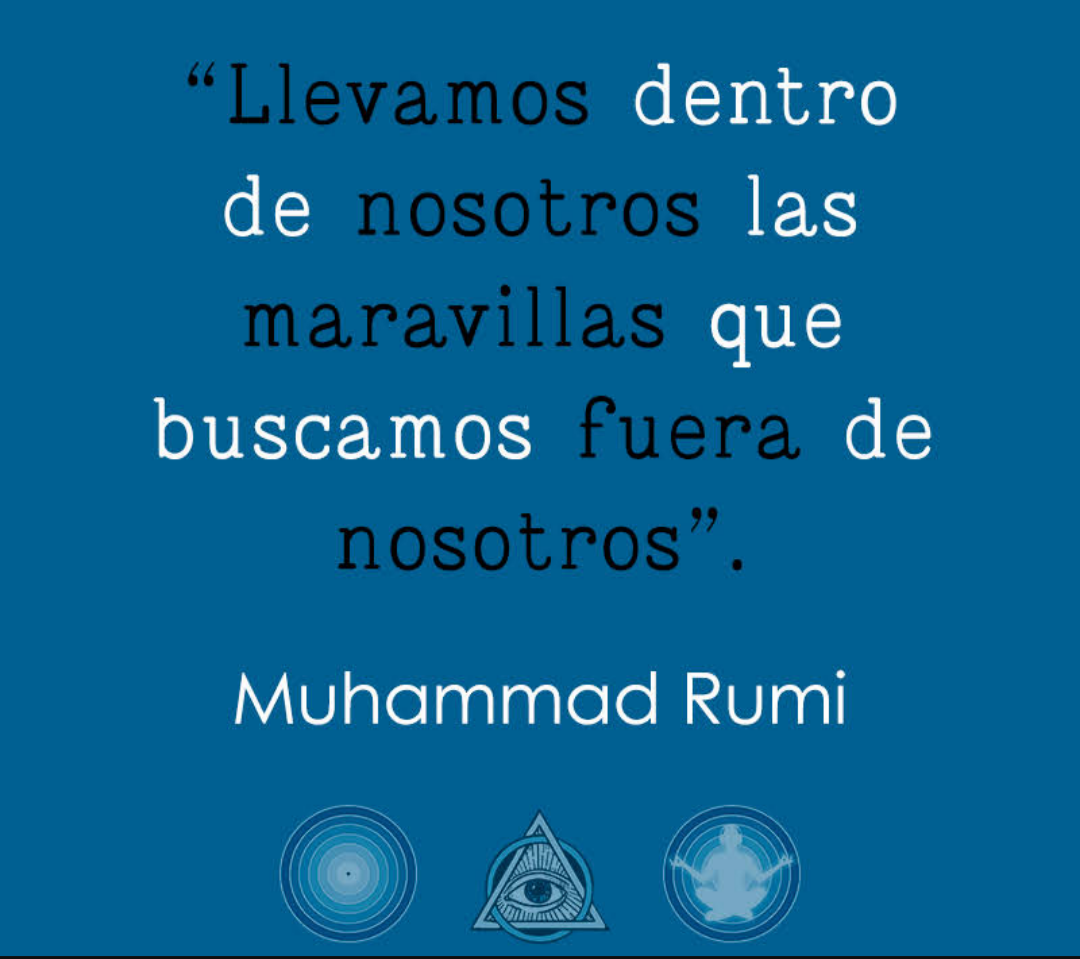 “Llevamos dentro
de nosotros las
maravillas que
buscamos fuera de
nosotros”.
Muhammad Rumi